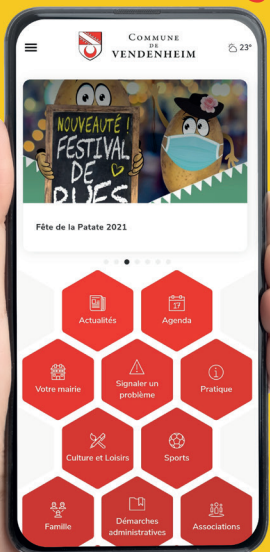 COMMUNE
DE
VENDENHEIM
23°
NOUVEAUTÉ !
FESTIVAL
DE
RUES
Fête de la Patate 2021
Actualités
17
Agenda
Votre mairie
Signaler un
problème
Pratique
Culture et Loisirs
Sports
Famille
Démarches
administratives
Associations